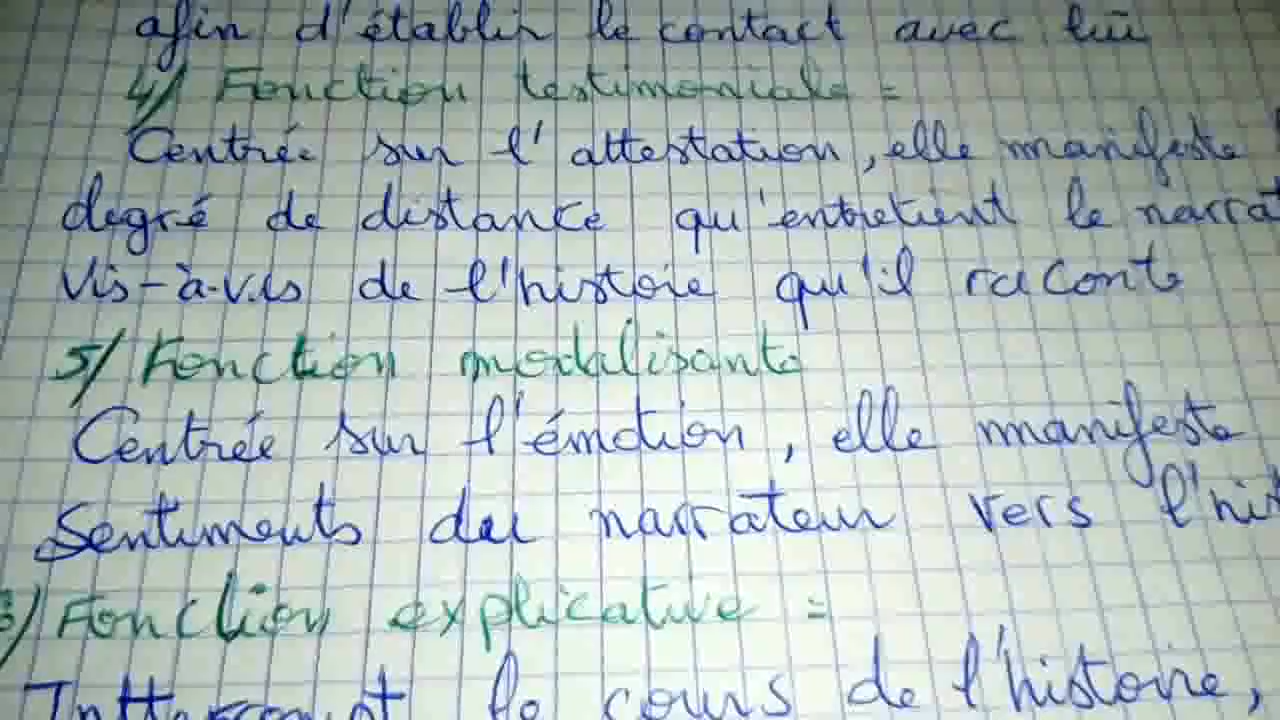 afin d'établir le contact avec lui
4/ Fonction testimoniale =
Centrée sur l'attestation, elle manifeste
degré de distance qu'entretient le narrat
vis-à-vis de l'histoire qu'il raconte
5/ Fonction modalisante
Centrée sur l'émotion, elle manifeste
Sentiments du narrateur vers l'hist
6/ Fonction explicative =
le cours de l'histoire,